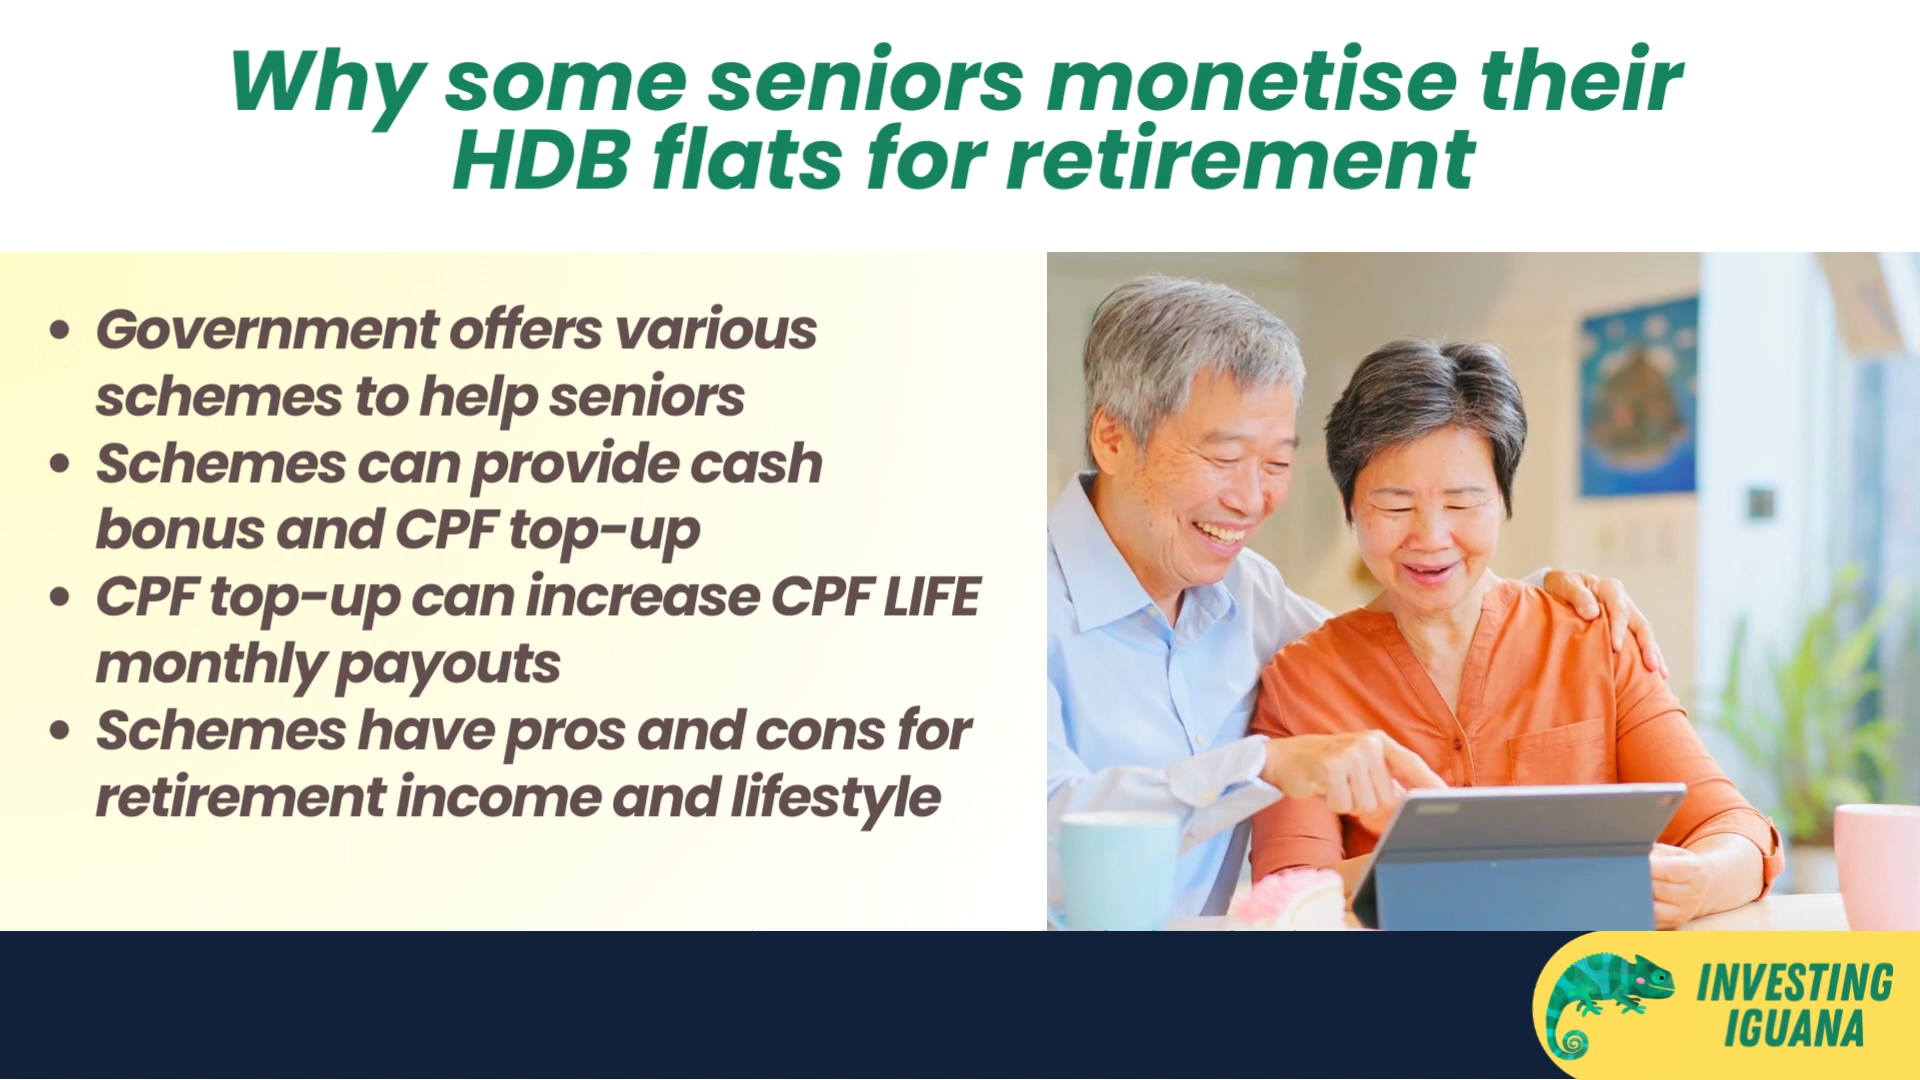 Why some seniors monetise their
HDB flats for retirement
• Government offers various
schemes to help seniors
• Schemes can provide cash
bonus and CPF top-up
• CPF top-up can increase CPF LIFE
monthly payouts
• Schemes have pros and cons for
retirement income and lifestyle
INVESTING
IGUANA